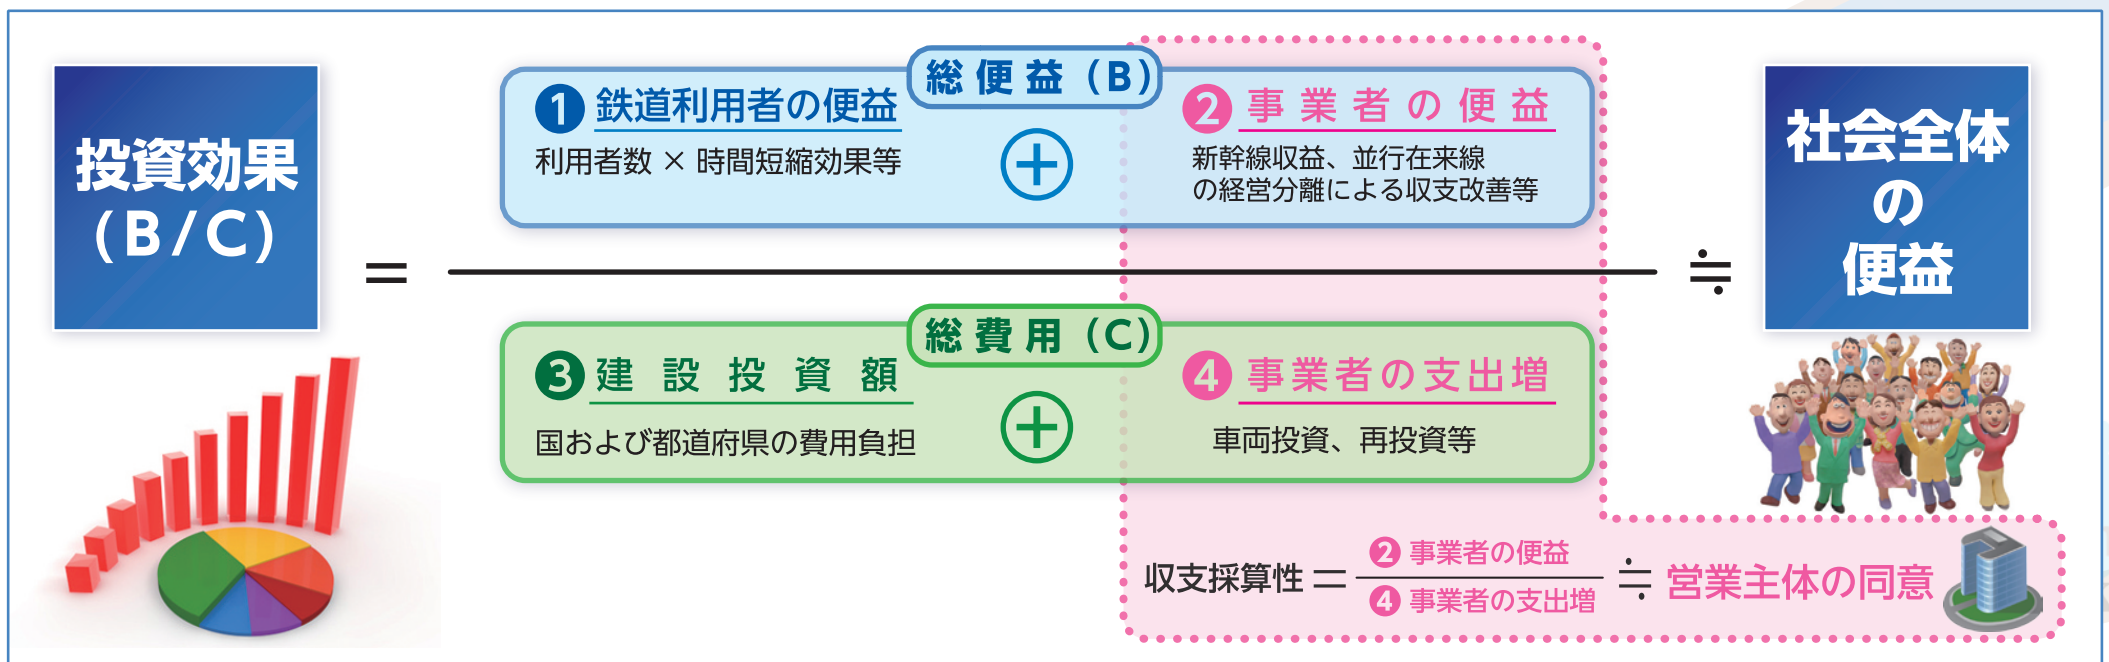 投資効果
(B/C)
＝
総便益(B)
❶鉄道利用者の便益
利用者数 × 時間短縮効果等
＋
❷事業者の便益
新幹線収益、並行在来線
の経営分離による収支改善等
総費用(C)
❸建設投資額
国および都道府県の費用負担
＋
❹事業者の支出増
車両投資、再投資等
≒
社会全体
の
便益
収支採算性＝
❷事業者の便益
❹事業者の支出増
≒営業主体の同意